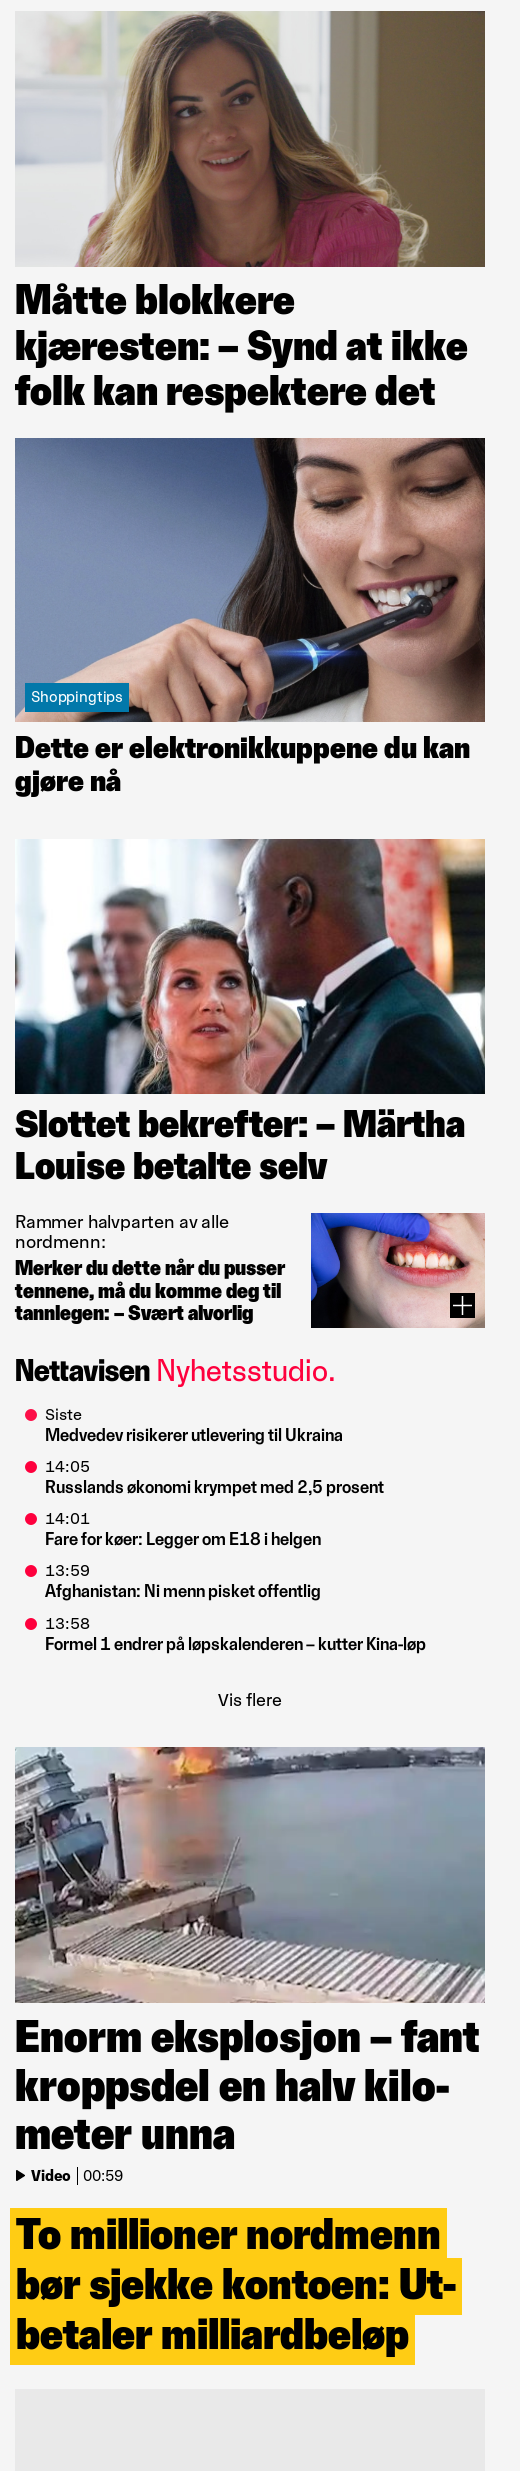 Måtte blokkere
kjæresten: – Synd at ikke
folk kan respektere det
Shoppingtips
Dette er elektronikkuppene du kan
gjøre nå
Slottet bekrefter: – Märtha
Louise betalte selv
Rammer halvparten av alle
nordmenn:
Merker du dette når du pusser
tennene, må du komme deg til
tannlegen: – Svært alvorlig
Nettavisen Nyhetsstudio.
Siste
Medvedev risikerer utlevering til Ukraina
14:05
Russlands økonomi krympet med 2,5 prosent
14:01
Fare for køer: Legger om E18 i helgen
13:59
Afghanistan: Ni menn pisket offentlig
13:58
Formel 1 endrer på løpskalenderen – kutter Kina-løp
Vis flere
Enorm eksplosjon – fant
kroppsdel en halv kilo-
meter unna
Video | 00:59
To millioner nordmenn
bør sjekke kontoen: Ut-
betaler milliardbeløp